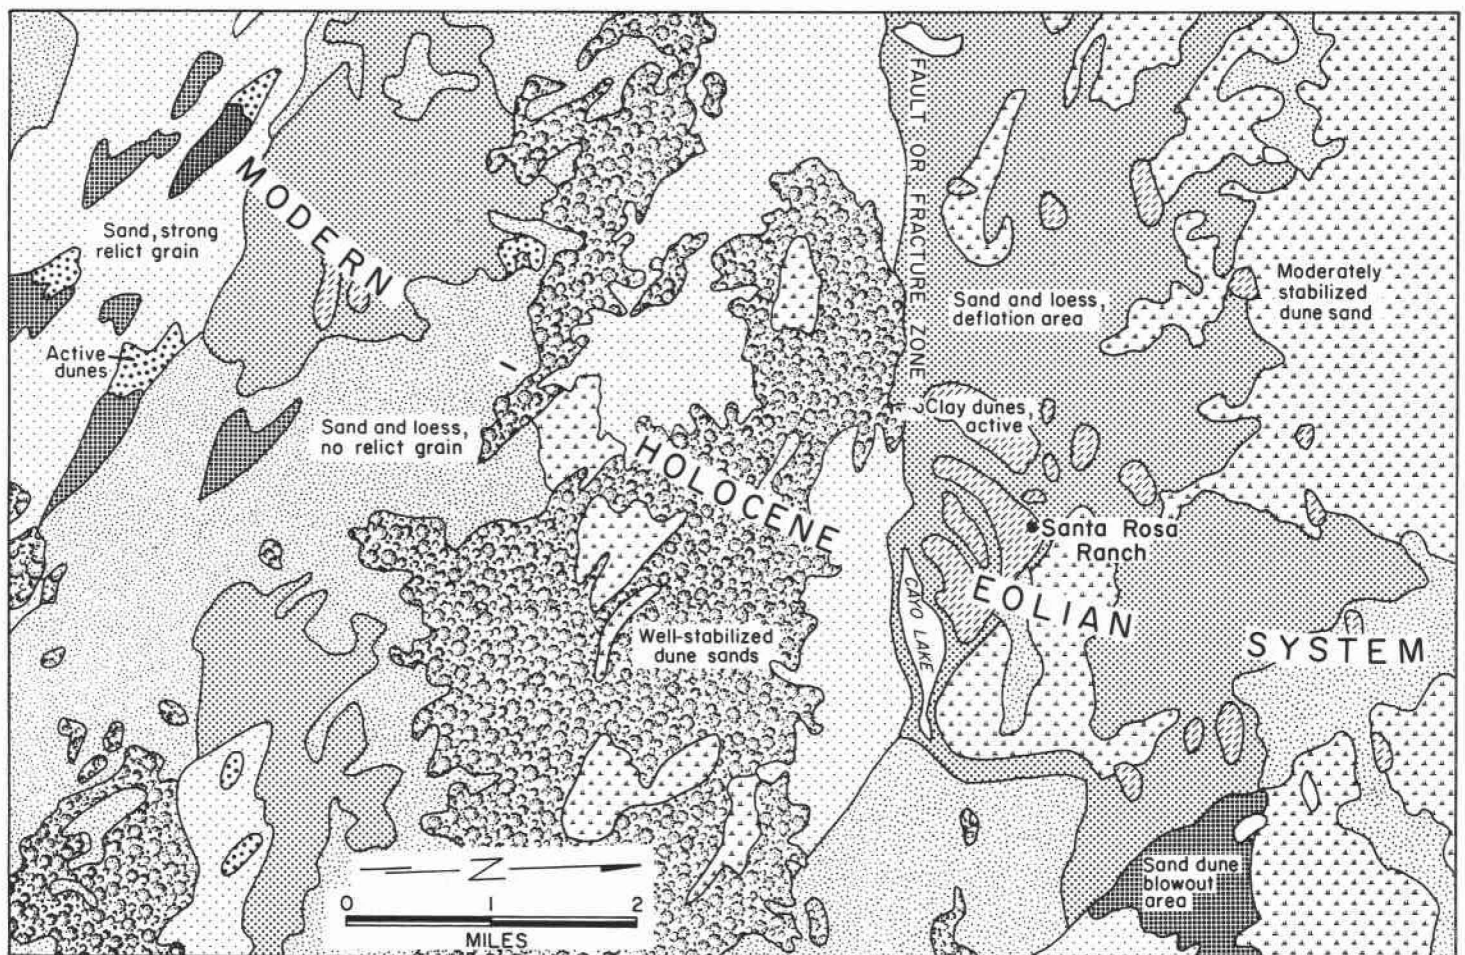 FAULT OR FRACTURE ZONE
MODERN
Sand, strong
relict grain
Moderately
stabilized
dune sand
Sand and loess,
deflation area
Active
dunes
Clay dunes,
active
Sand and loess,
no relict grain
HOLOCENE
Santa Rosa
Ranch
CAYO LAKE
EOLIAN
SYSTEM
Well-stabilized
dune sands
Sand dune
blowout
area
N
0 1 2
MILES